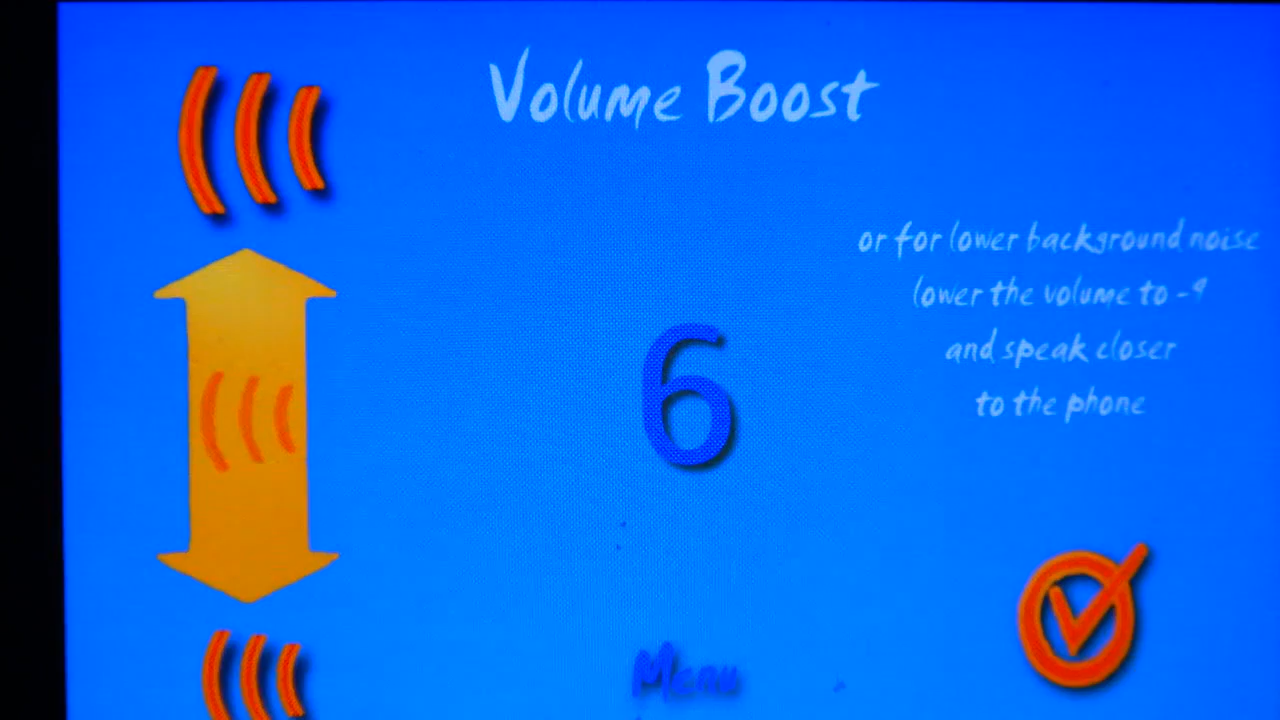 Volume Boost
or for lower background noise
lower the volume to -9
and speak closer
to the phone
6
Menu